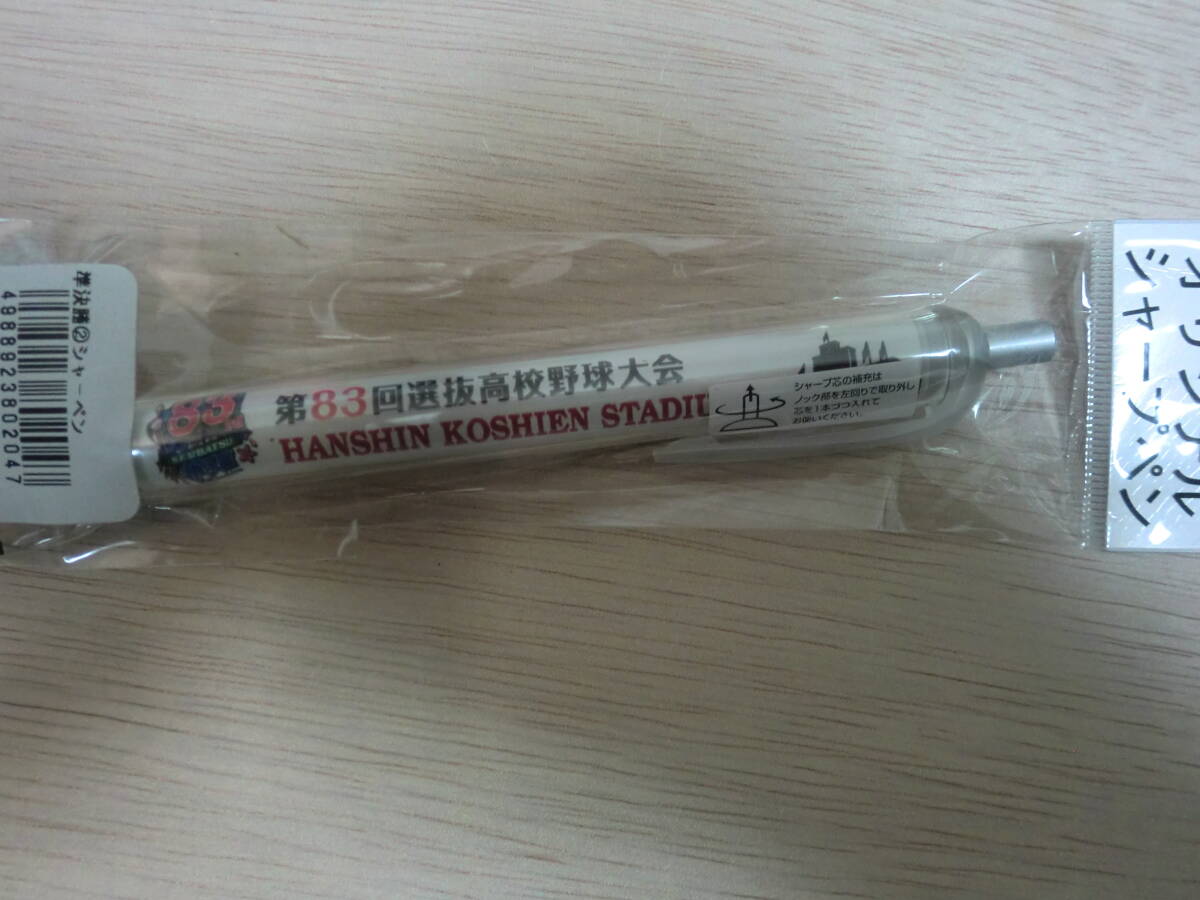 準決勝②シャーペン
4988923802047
83
SENBATSU
第83回選抜高校野球大会
HANSHIN KOSHIEN STADIU
シャープ芯の補充は
ノック部を左回りで取り外し
芯を1本づつ入れて
お使いください。
オリジナル
シャープペン